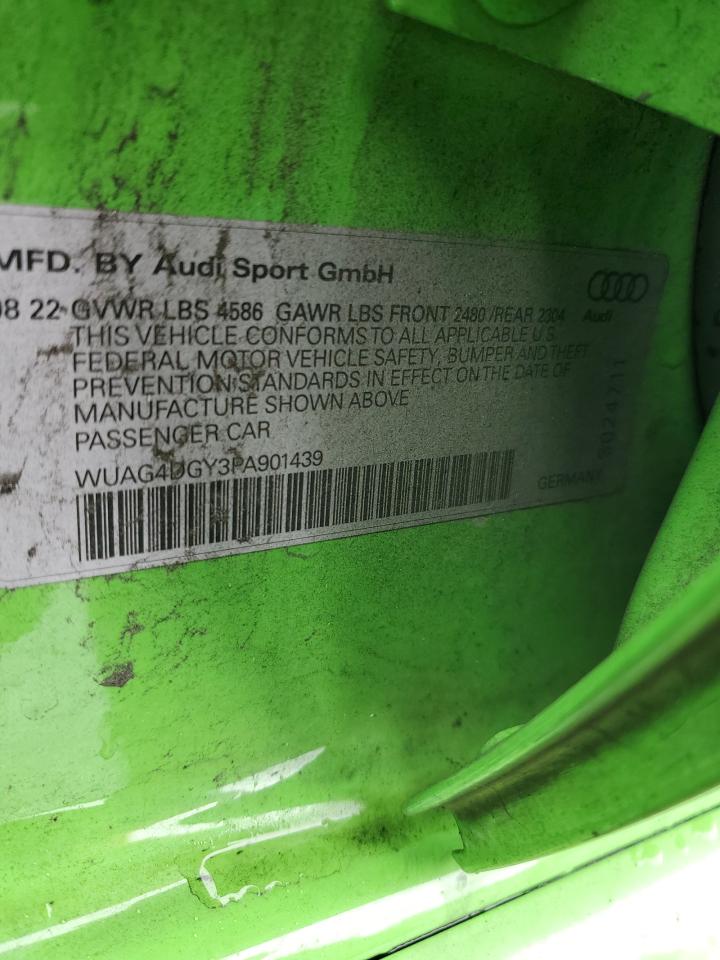 MFD. BY Audi Sport GmbH
08 22 GVWR LBS 4586 GAWR LBS FRONT 2480 /REAR 2304
Audi
THIS VEHICLE CONFORMS TO ALL APPLICABLE U.S.
FEDERAL MOTOR VEHICLE SAFETY, BUMPER AND THEFT
PREVENTION STANDARDS IN EFFECT ON THE DATE OF
MANUFACTURE SHOWN ABOVE
PASSENGER CAR
WUAG4DGY3PA901439
GERMANY